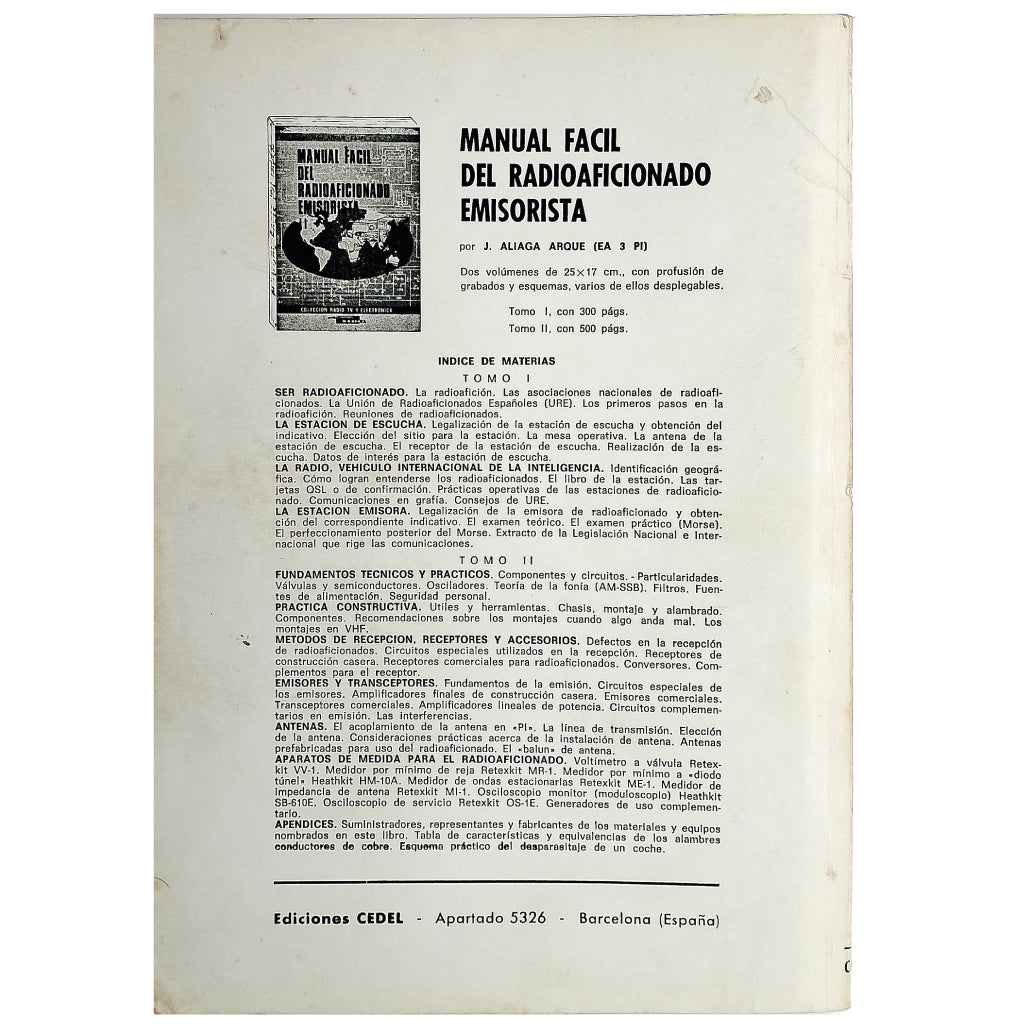 MANUAL FACIL
DEL
RADIOAFICIONADO
EMISORISTA
II
COLECCION RADIO TV Y ELECTRONICA
MANUAL FACIL
DEL RADIOAFICIONADO
EMISORISTA
por J. ALIAGA ARQUE (EA 3 PI)
Dos volúmenes de 25×17 cm., con profusión de
grabados y esquemas, varios de ellos desplegables.
Tomo I, con 300 págs.
Tomo II, con 500 págs.
INDICE DE MATERIAS
TOMO I
SER RADIOAFICIONADO. La radioafición. Las asociaciones nacionales de radioafi-
cionados. La Unión de Radioaficionados Españoles (URE). Los primeros pasos en la
radioafición. Reuniones de radioaficionados.
LA ESTACION DE ESCUCHA. Legalización de la estación de escucha y obtención del
indicativo. Elección del sitio para la estación. La mesa operativa. La antena de la
estación de escucha. El receptor de la estación de escucha. Realización de la es-
cucha. Datos de interés para la estación de escucha.
LA RADIO, VEHICULO INTERNACIONAL DE LA INTELIGENCIA. Identificación geográ-
fica. Cómo logran entenderse los radioaficionados. El libro de la estación. Las tar-
jetas QSL o de confirmación. Prácticas operativas de las estaciones de radioaficio-
nado. Comunicaciones en grafía. Consejos de URE.
LA ESTACION EMISORA. Legalización de la emisora de radioaficionado y obten-
ción del correspondiente indicativo. El examen teórico. El examen práctico (Morse).
El perfeccionamiento posterior del Morse. Extracto de la Legislación Nacional e Inter-
nacional que rige las comunicaciones.
TOMO II
FUNDAMENTOS TECNICOS Y PRACTICOS. Componentes y circuitos. - Particularidades.
Válvulas y semiconductores. Osciladores. Teoría de la fonía (AM-SSB). Filtros. Fuen-
tes de alimentación. Seguridad personal.
PRACTICA CONSTRUCTIVA. Utiles y herramientas. Chasis, montaje y alambrado.
Componentes. Recomendaciones sobre los montajes cuando algo anda mal. Los
montajes en VHF.
METODOS DE RECEPCION, RECEPTORES Y ACCESORIOS. Defectos en la recepción
de radioaficionados. Circuitos especiales utilizados en la recepción. Receptores de
construcción casera. Receptores comerciales para radioaficionados. Conversores. Com-
plementos para el receptor.
EMISORES Y TRANSCEPTORES. Fundamentos de la emisión. Circuitos especiales de
los emisores. Amplificadores finales de construcción casera. Emisores comerciales.
Transceptores comerciales. Amplificadores lineales de potencia. Circuitos complemen-
tarios en emisión. Las interferencias.
ANTENAS. El acoplamiento de la antena en «PI». La línea de transmisión. Elección
de la antena. Consideraciones prácticas acerca de la instalación de antena. Antenas
prefabricadas para uso del radioaficionado. El «balun» de antena.
APARATOS DE MEDIDA PARA EL RADIOAFICIONADO. Voltímetro a válvula Retex-
kit VV-1. Medidor por mínimo de reja Retexkit MR-1. Medidor por mínimo a «diodo
túnel» Heathkit HM-10A. Medidor de ondas estacionarias Retexkit ME-1. Medidor de
Impedancia de antena Retexkit MI-1. Osciloscopio monitor (moduloscopio) Heathkit
SB-610E. Osciloscopio de servicio Retexkit OS-1E. Generadores de uso complemen-
tario.
APENDICES. Suministradores, representantes y fabricantes de los materiales y equipos
nombrados en este libro. Tabla de características y equivalencias de los alambres
conductores de cobre. Esquema práctico del desparasitaje de un coche.
Ediciones CEDEL - Apartado 5326 - Barcelona (España)